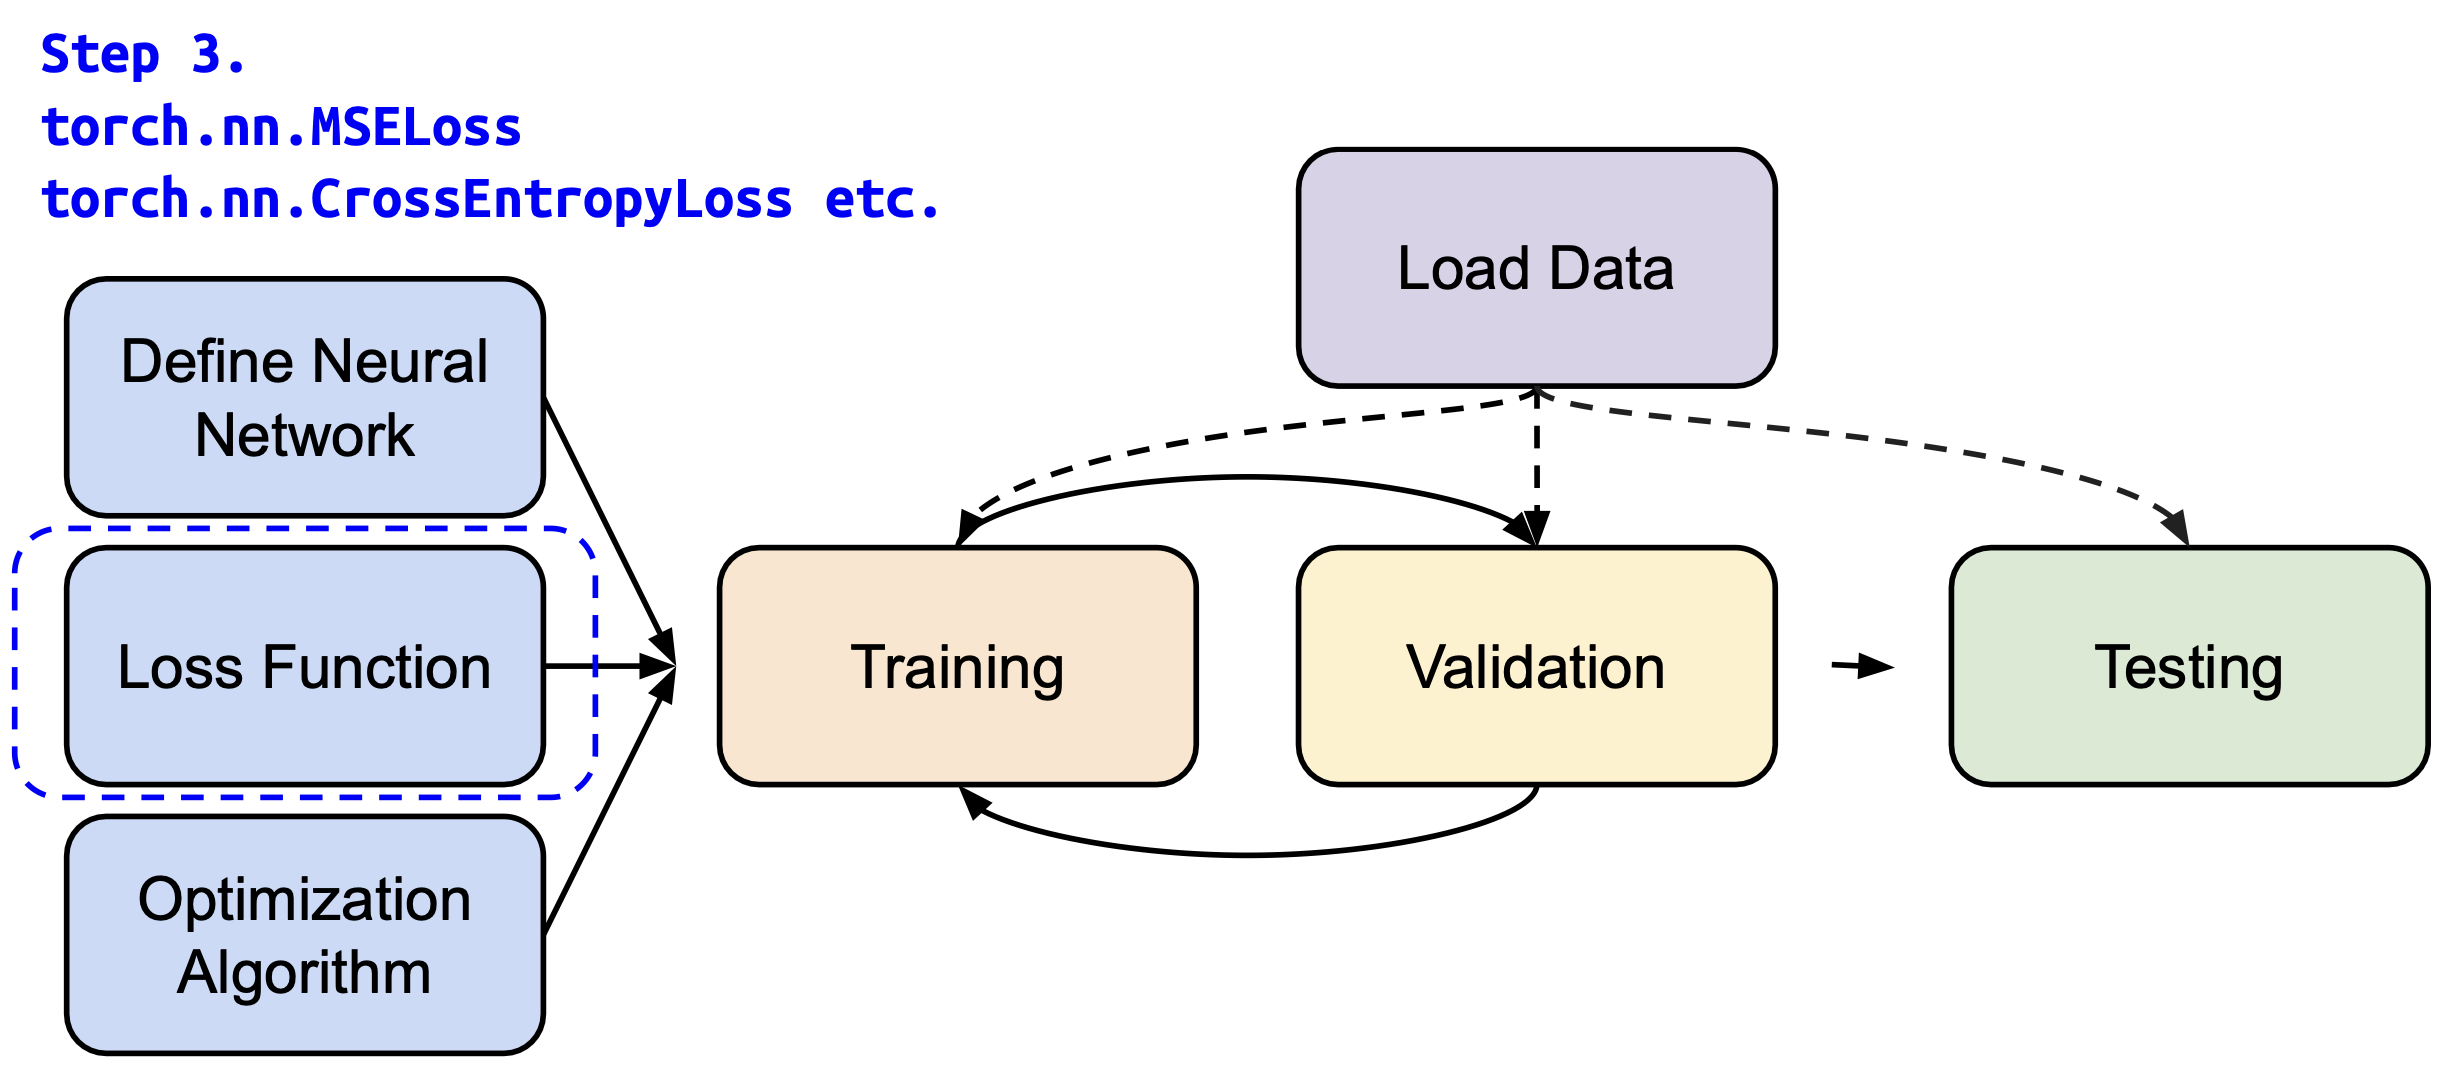 Step 3.
torch.nn.MSELoss
torch.nn.CrossEntropyLoss etc.
Load Data
Define Neural
Network
Loss Function
Training
Validation
Testing
Optimization
Algorithm